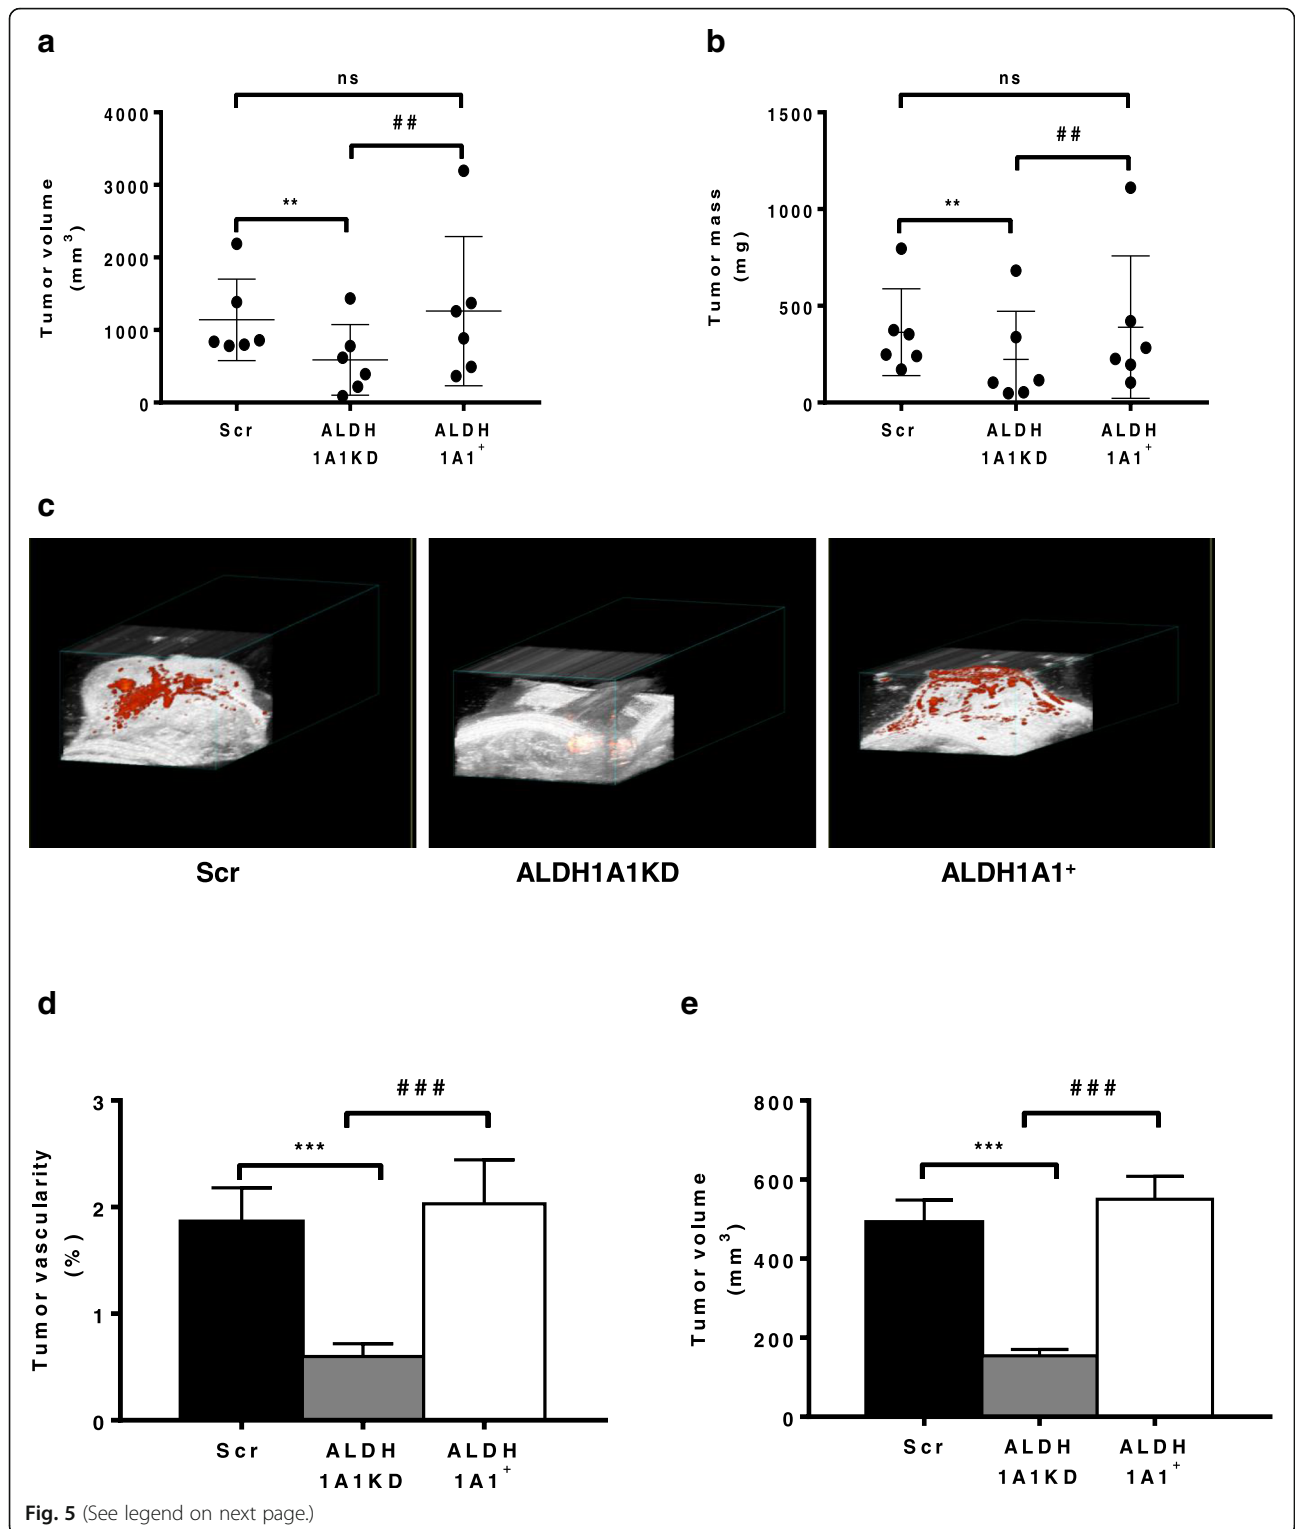 a
ns
4000
##
3000
**
2000
1000
0
Tumor volume
(mm³)
Scr
ALDH
1A1KD
ALDH
1A1⁺
b
ns
1500
##
1000
**
500
0
Tumor mass
(mg)
Scr
ALDH
1A1KD
ALDH
1A1⁺
c
Scr
ALDH1A1KD
ALDH1A1⁺
d
###
3
***
2
1
0
Tumor vascularity
(%)
Scr
ALDH
1A1KD
ALDH
1A1⁺
e
###
800
***
600
400
200
0
Tumor volume
(mm³)
Scr
ALDH
1A1KD
ALDH
1A1⁺
Fig. 5 (See legend on next page.)